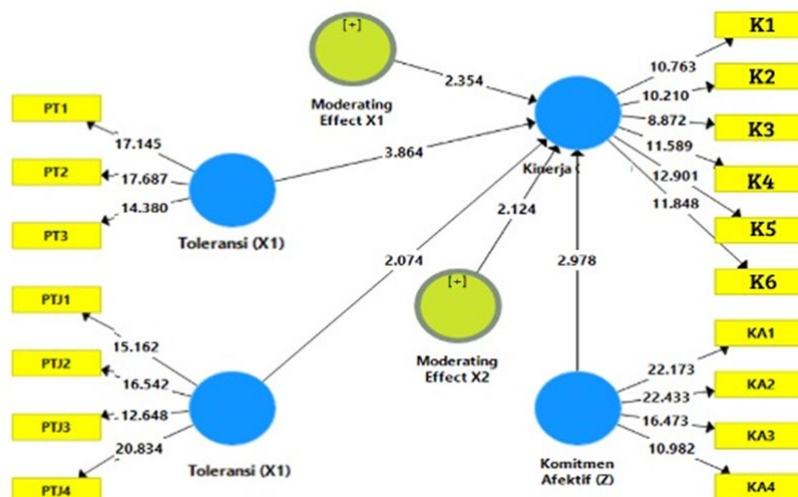 [+]
K1
10.763
Moderating
Effect X1
2.354
K2
10.210
PT1
17.145
K3
8.872
3.864
11.589
PT2
17.687
Kinerja
K4
12.901
PT3
14.380
2.124
11.848
K5
Toleransi (X1)
2.074
2.978
[+]
K6
PTJ1
15.162
KA1
22.173
PTJ2
16.542
Moderating
Effect X2
KA2
22.433
PTJ3
12.648
KA3
16.473
20.834
10.982
Toleransi (X1)
Komitmen
Afektif (Z)
PTJ4
KA4